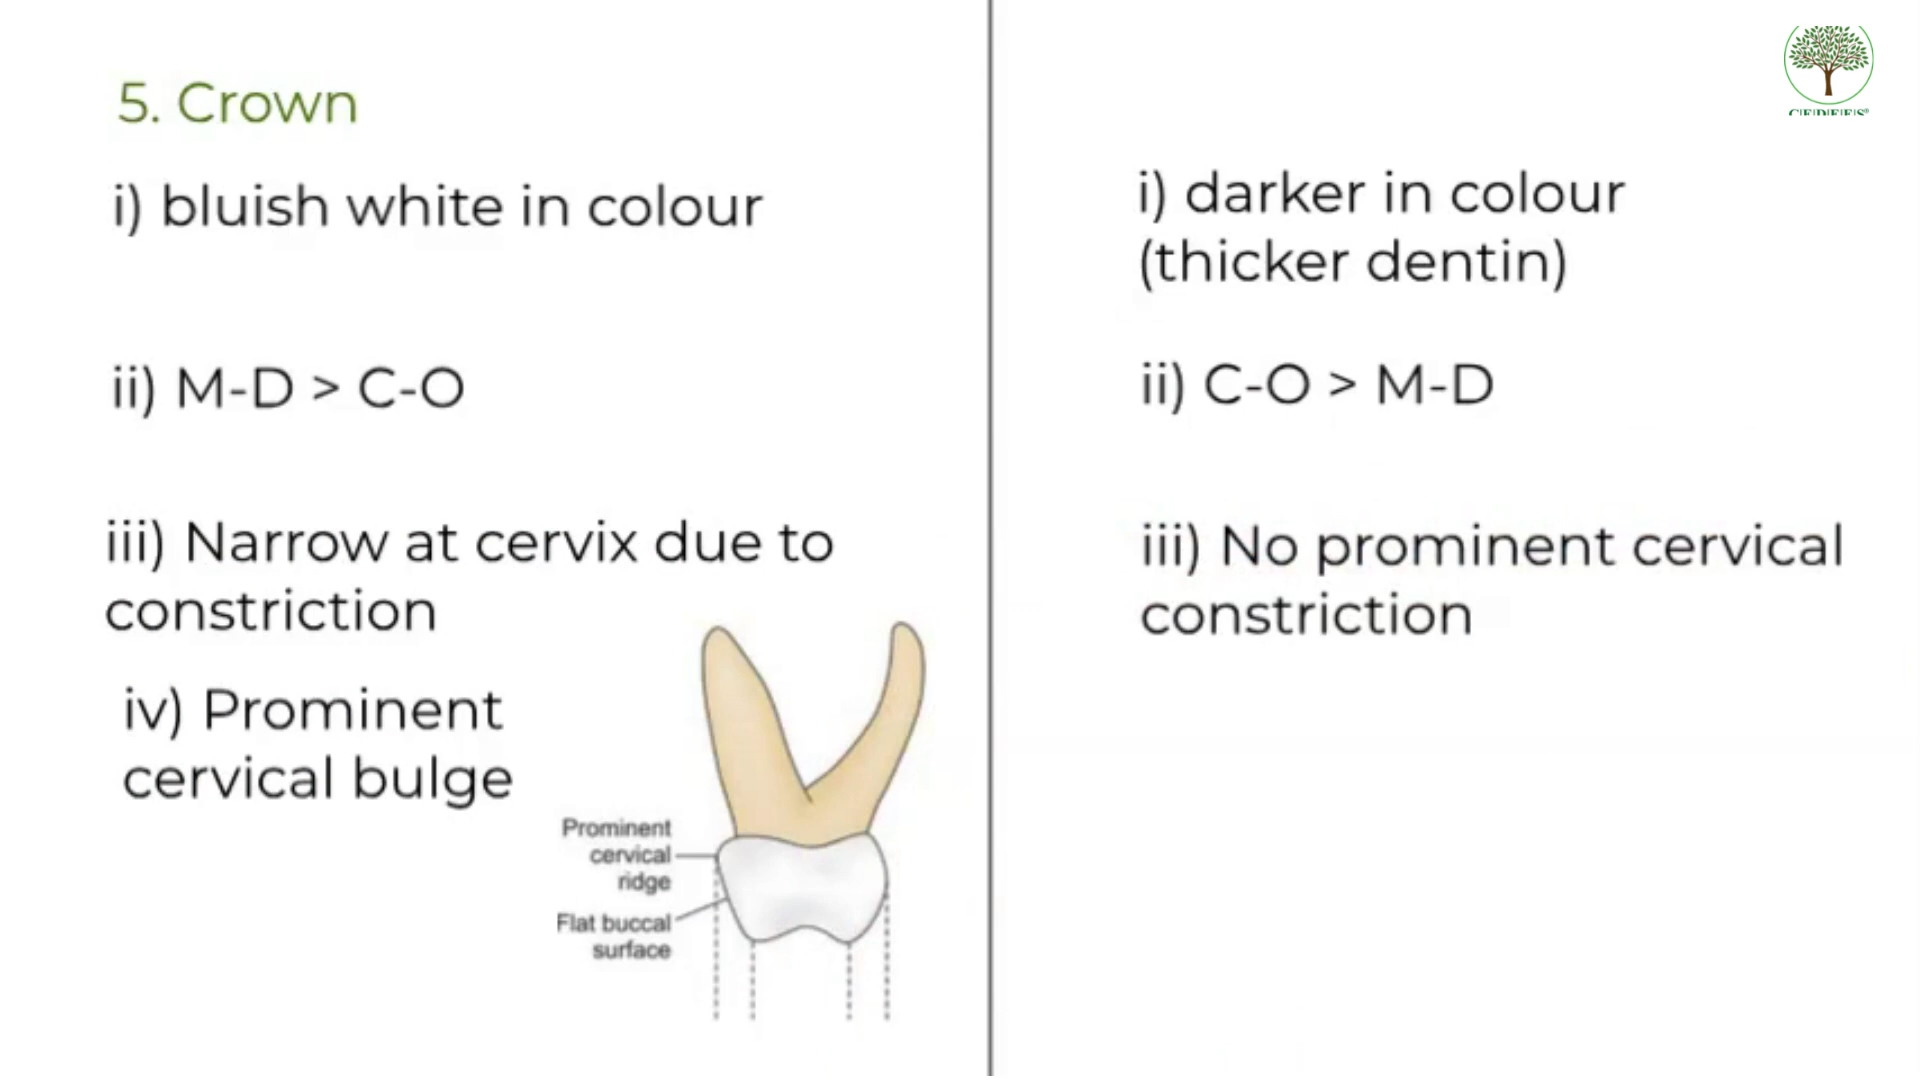 5. Crown
i) bluish white in colour
ii) M-D > C-O
iii) Narrow at cervix due to
constriction
iv) Prominent
cervical bulge
Prominent
cervical
ridge
Flat buccal
surface
i) darker in colour
(thicker dentin)
ii) C-O > M-D
iii) No prominent cervical
constriction